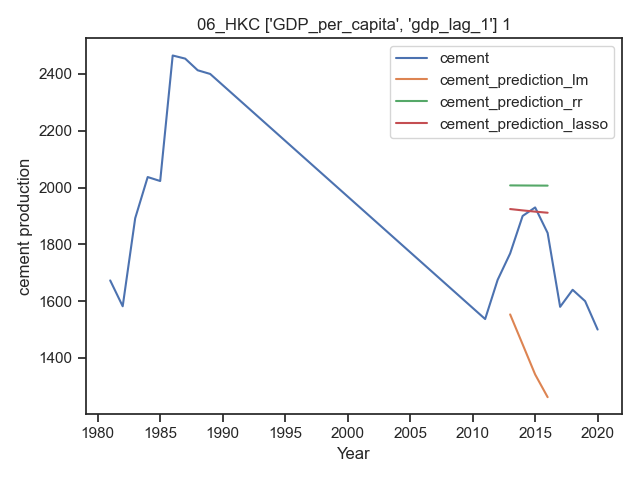 06_HKC ['GDP_per_capita', 'gdp_lag_1'] 1
cement
cement_prediction_lm
cement_prediction_rr
cement_prediction_lasso
cement production
2400
2200
2000
1800
1600
1400
1980 1985 1990 1995 2000 2005 2010 2015 2020
Year